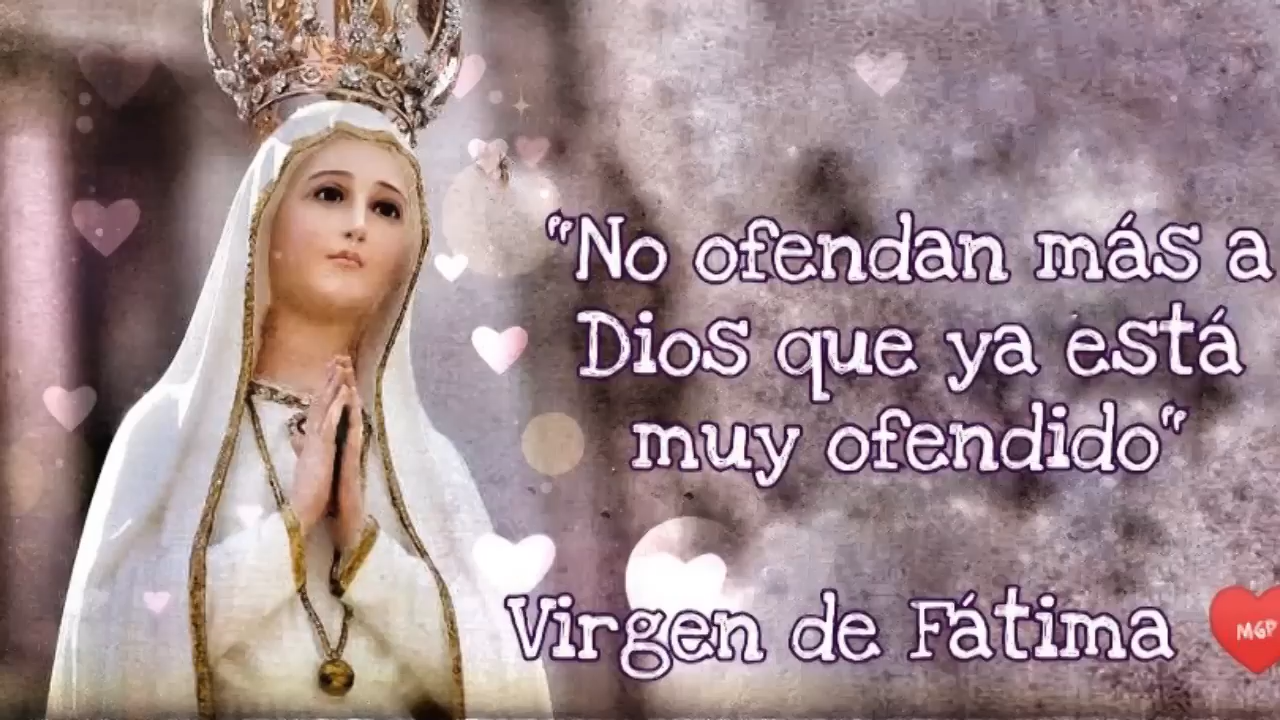 “No ofendan más a
Dios que ya está
muy ofendido“
Virgen de Fátima
MGP